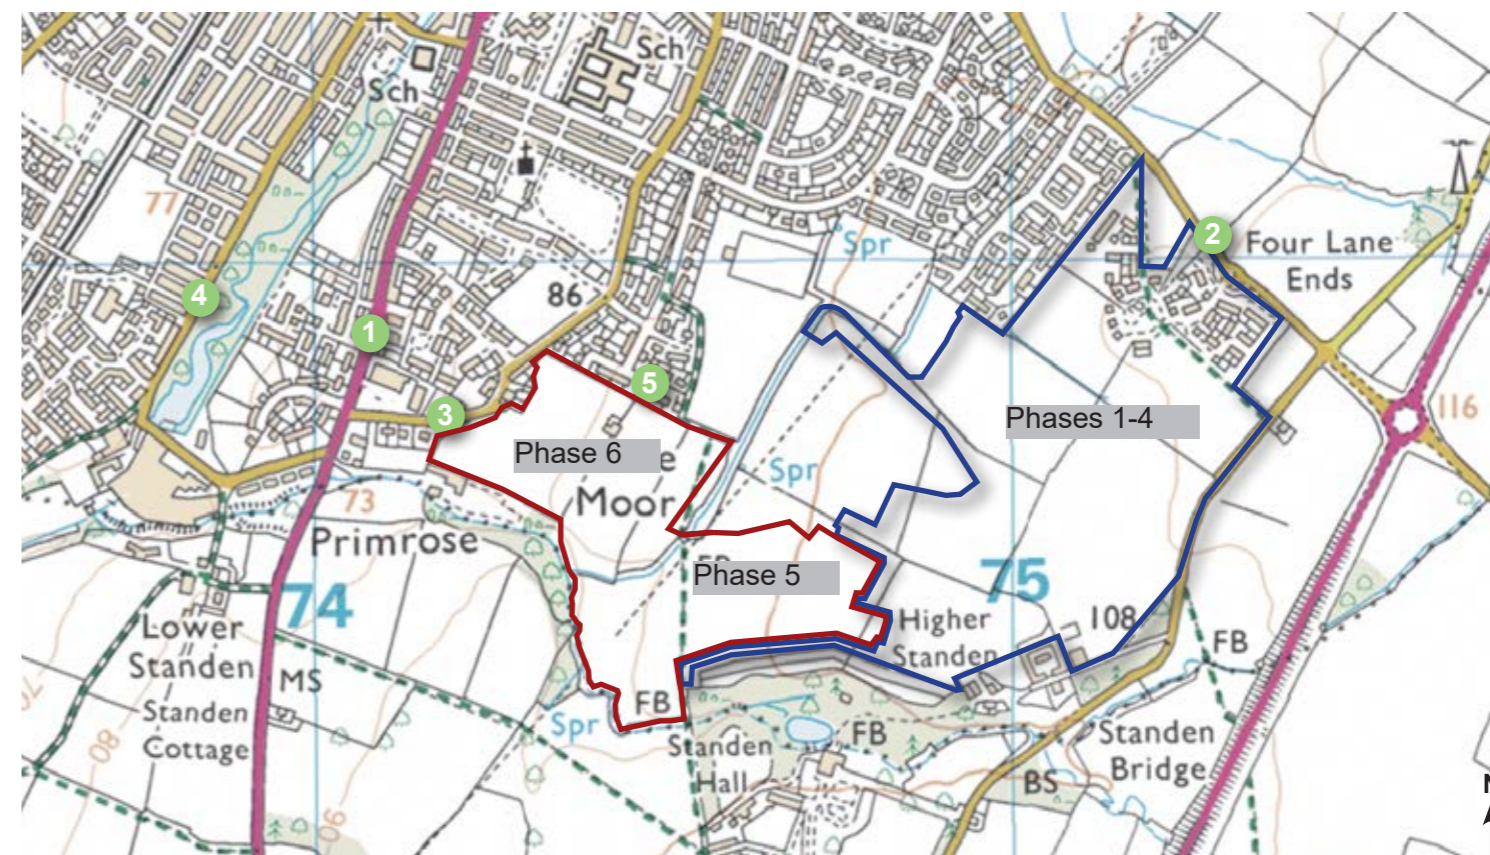 Sch
Sch
77
Spr
2
Four Lane
Ends
4
86
1
5
3
116
Phases 1-4
Phase 6
e
Moor
Spr
73
Primrose
Phase 5
75
74
108
Higher
Standen
FB
Lower
Standen
MS
Standen
Cottage
FB
Spr
Standen
Hall
FB
Standen
Bridge
BS
80
90
N